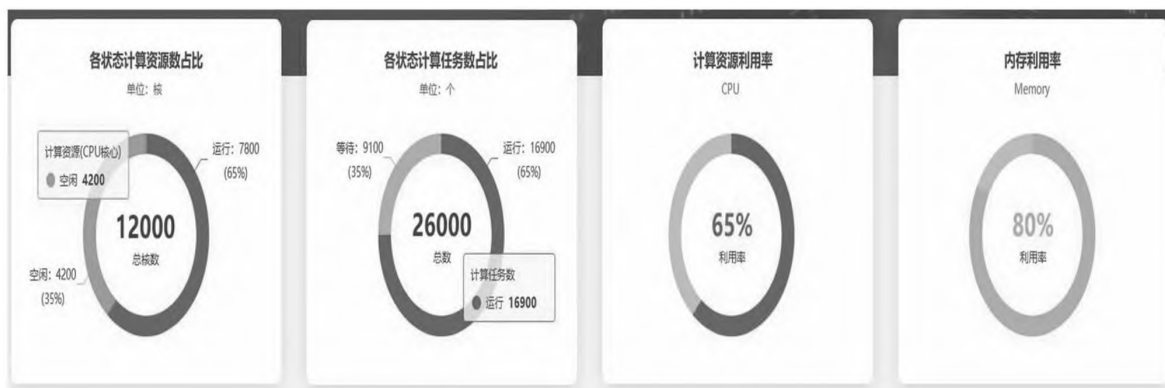 各状态计算资源数占比
单位：核
计算资源(CPU核心)
空闲 4200
运行：7800
(65%)
12000
总核数
空闲：4200
(35%)
各状态计算任务数占比
单位：个
等待：9100
(35%)
运行：16900
(65%)
26000
总数
计算任务数
运行 16900
计算资源利用率
CPU
65%
利用率
内存利用率
Memory
80%
利用率